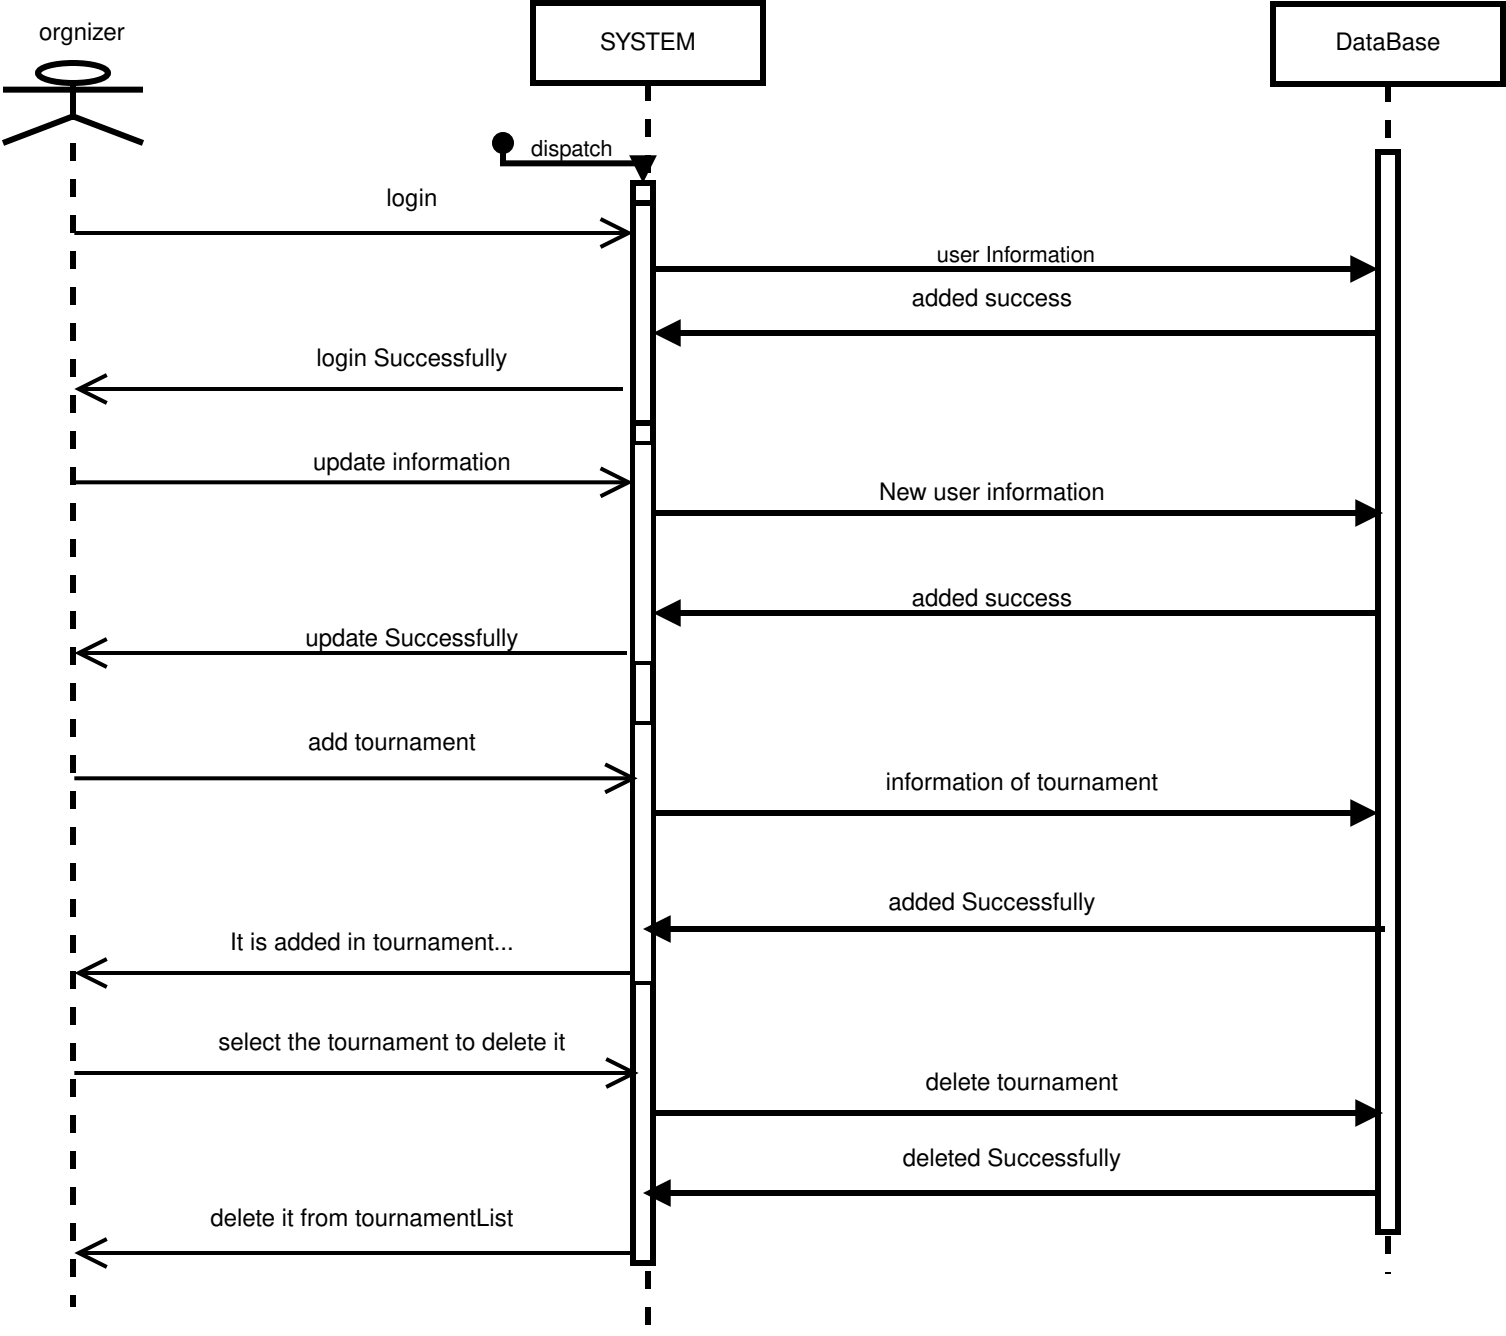 orgnizer
SYSTEM
DataBase
dispatch
login
user Information
added success
login Successfully
update information
New user information
added success
update Successfully
add tournament
information of tournament
added Successfully
It is added in tournament...
select the tournament to delete it
delete tournament
deleted Successfully
delete it from tournamentList